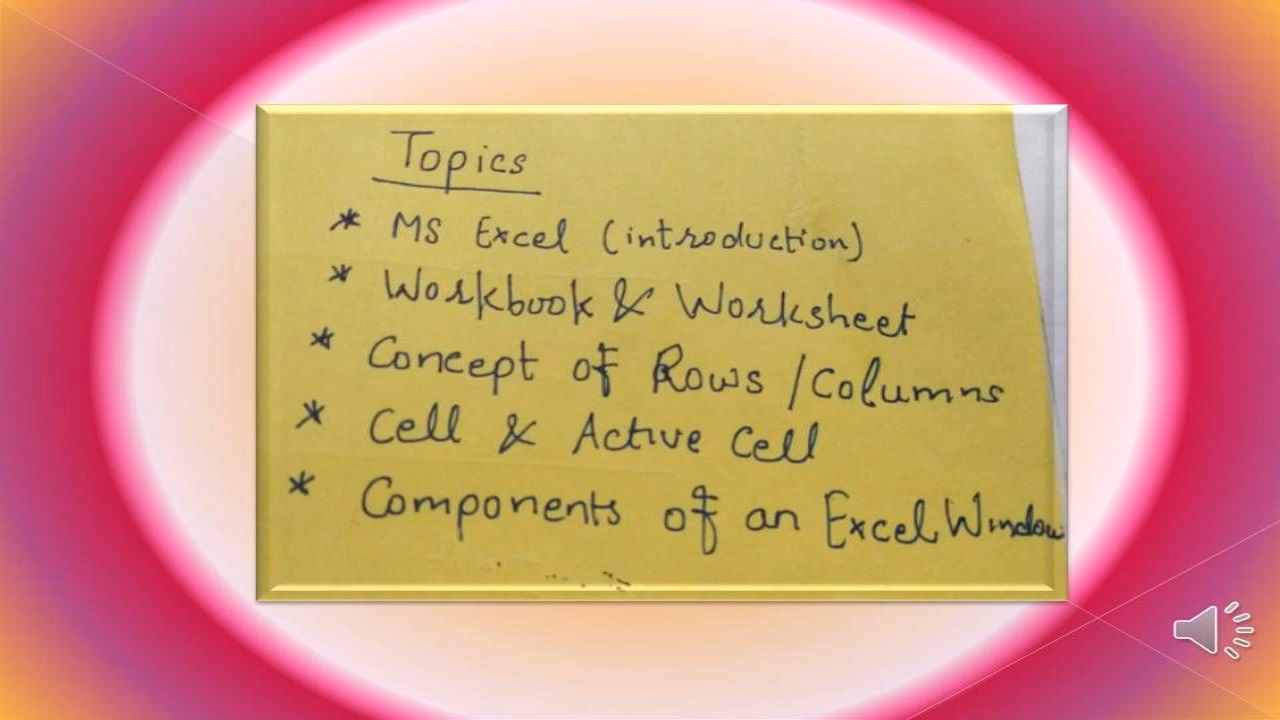 Topics
* MS Excel (introduction)
* Workbook & Worksheet
* Concept of Rows /Columns
* Cell & Active Cell
* Components of an Excel Window